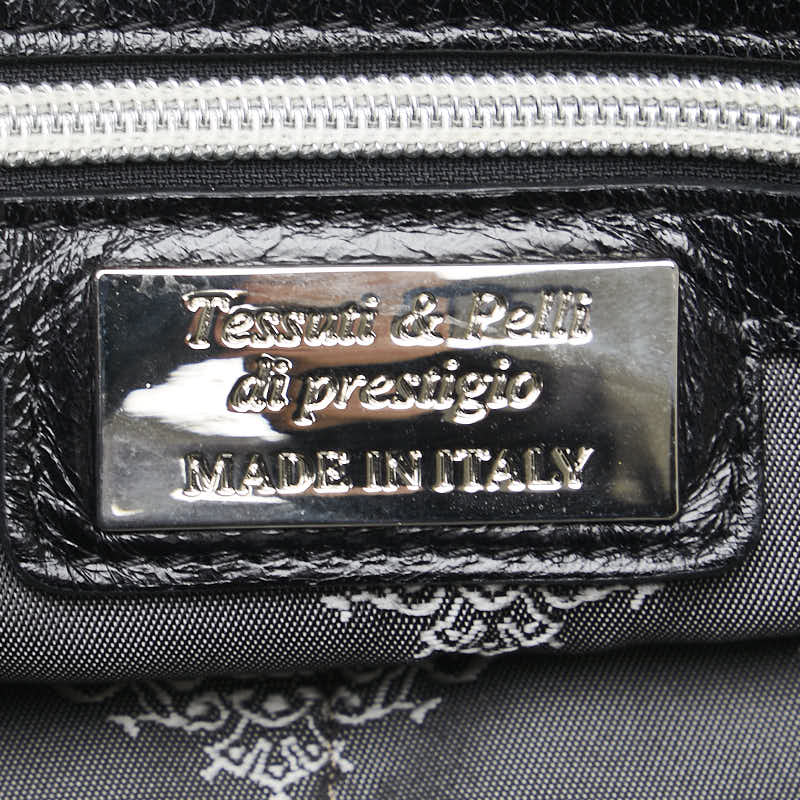 Tessuti & Pelli
di prestigio
MADE IN ITALY